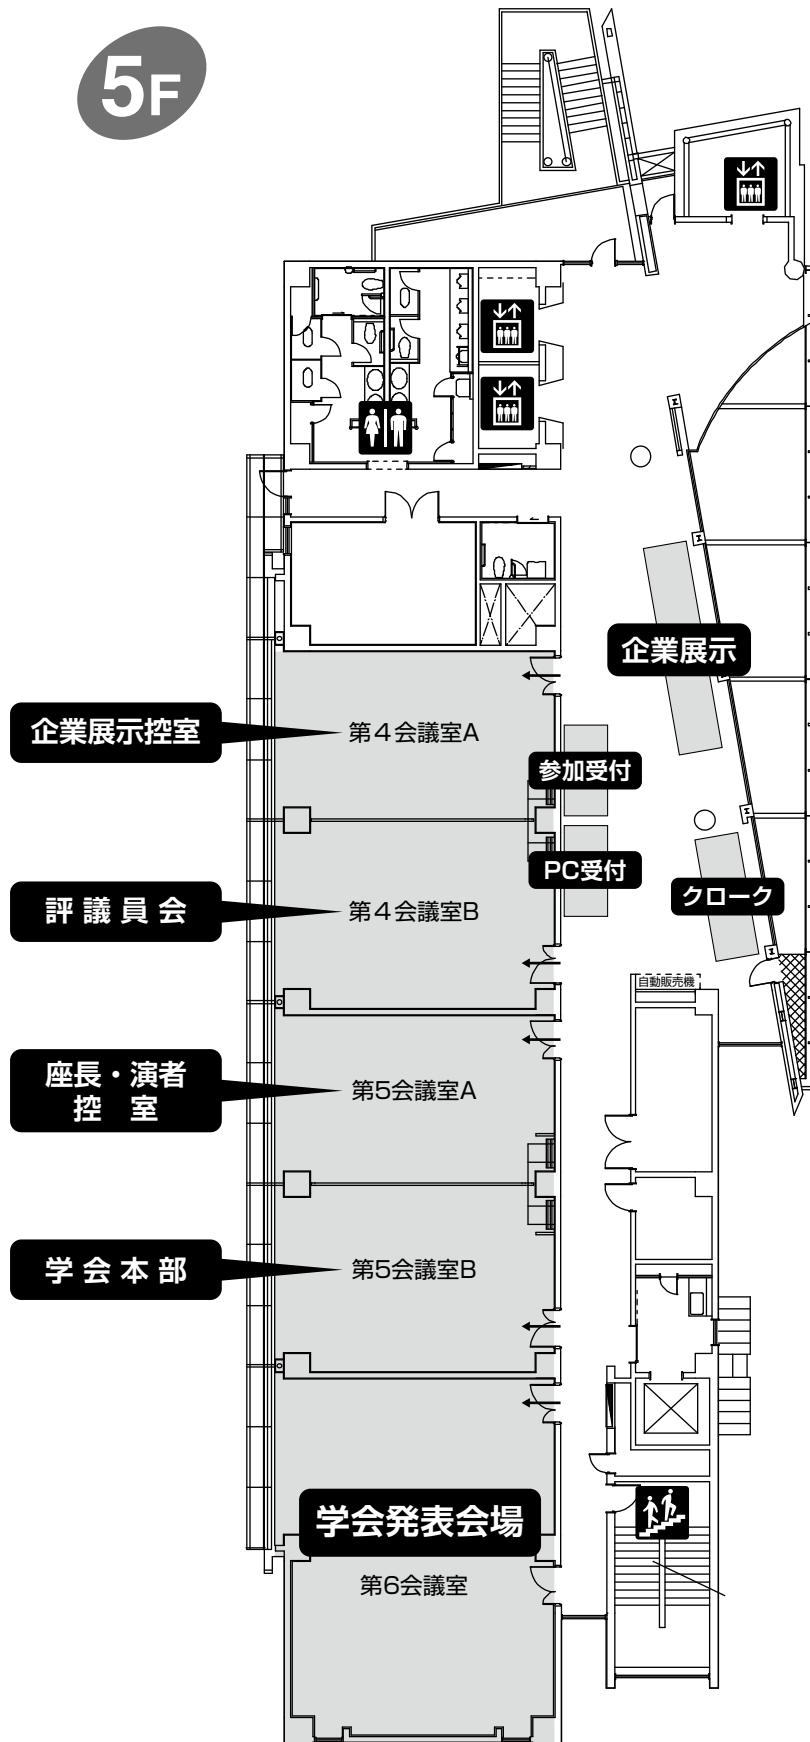 5F
企業展示
企業展示控室
第４会議室A
参加受付
PC受付
クローク
評議員会
第４会議室B
自動販売機
座長・演者
控　室
第5会議室A
学会本部
第5会議室B
学会発表会場
第6会議室